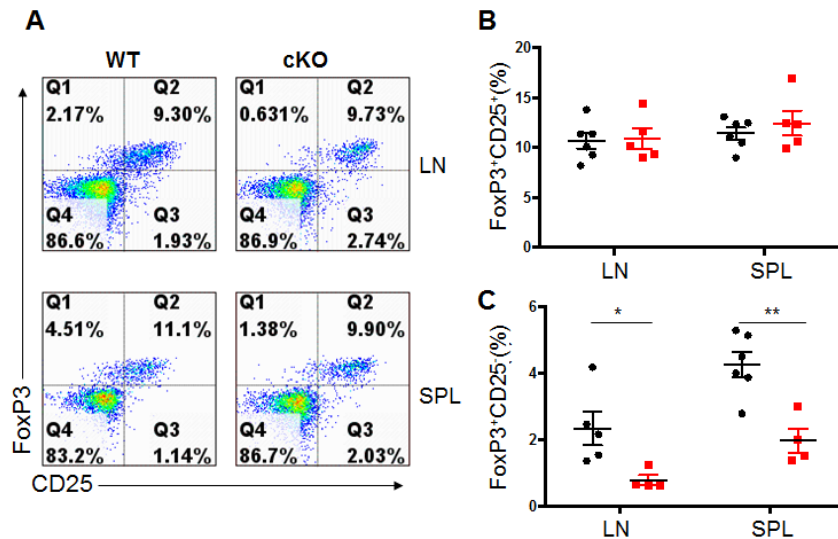 A
WT
cKO
Q1
Q2
2.17%
9.30%
Q4
Q3
86.6%
1.93%
Q1
Q2
0.631%
9.73%
Q4
Q3
86.9%
2.74%
LN
Q1
Q2
4.51%
11.1%
Q4
Q3
83.2%
1.14%
Q1
Q2
1.38%
9.90%
Q4
Q3
86.7%
2.03%
SPL
FoxP3
CD25
B
FoxP3⁺CD25⁺(%)
20
15
10
5
0
LN
SPL
C
FoxP3⁺CD25⁻(%)
6
4
2
0
*
**
LN
SPL